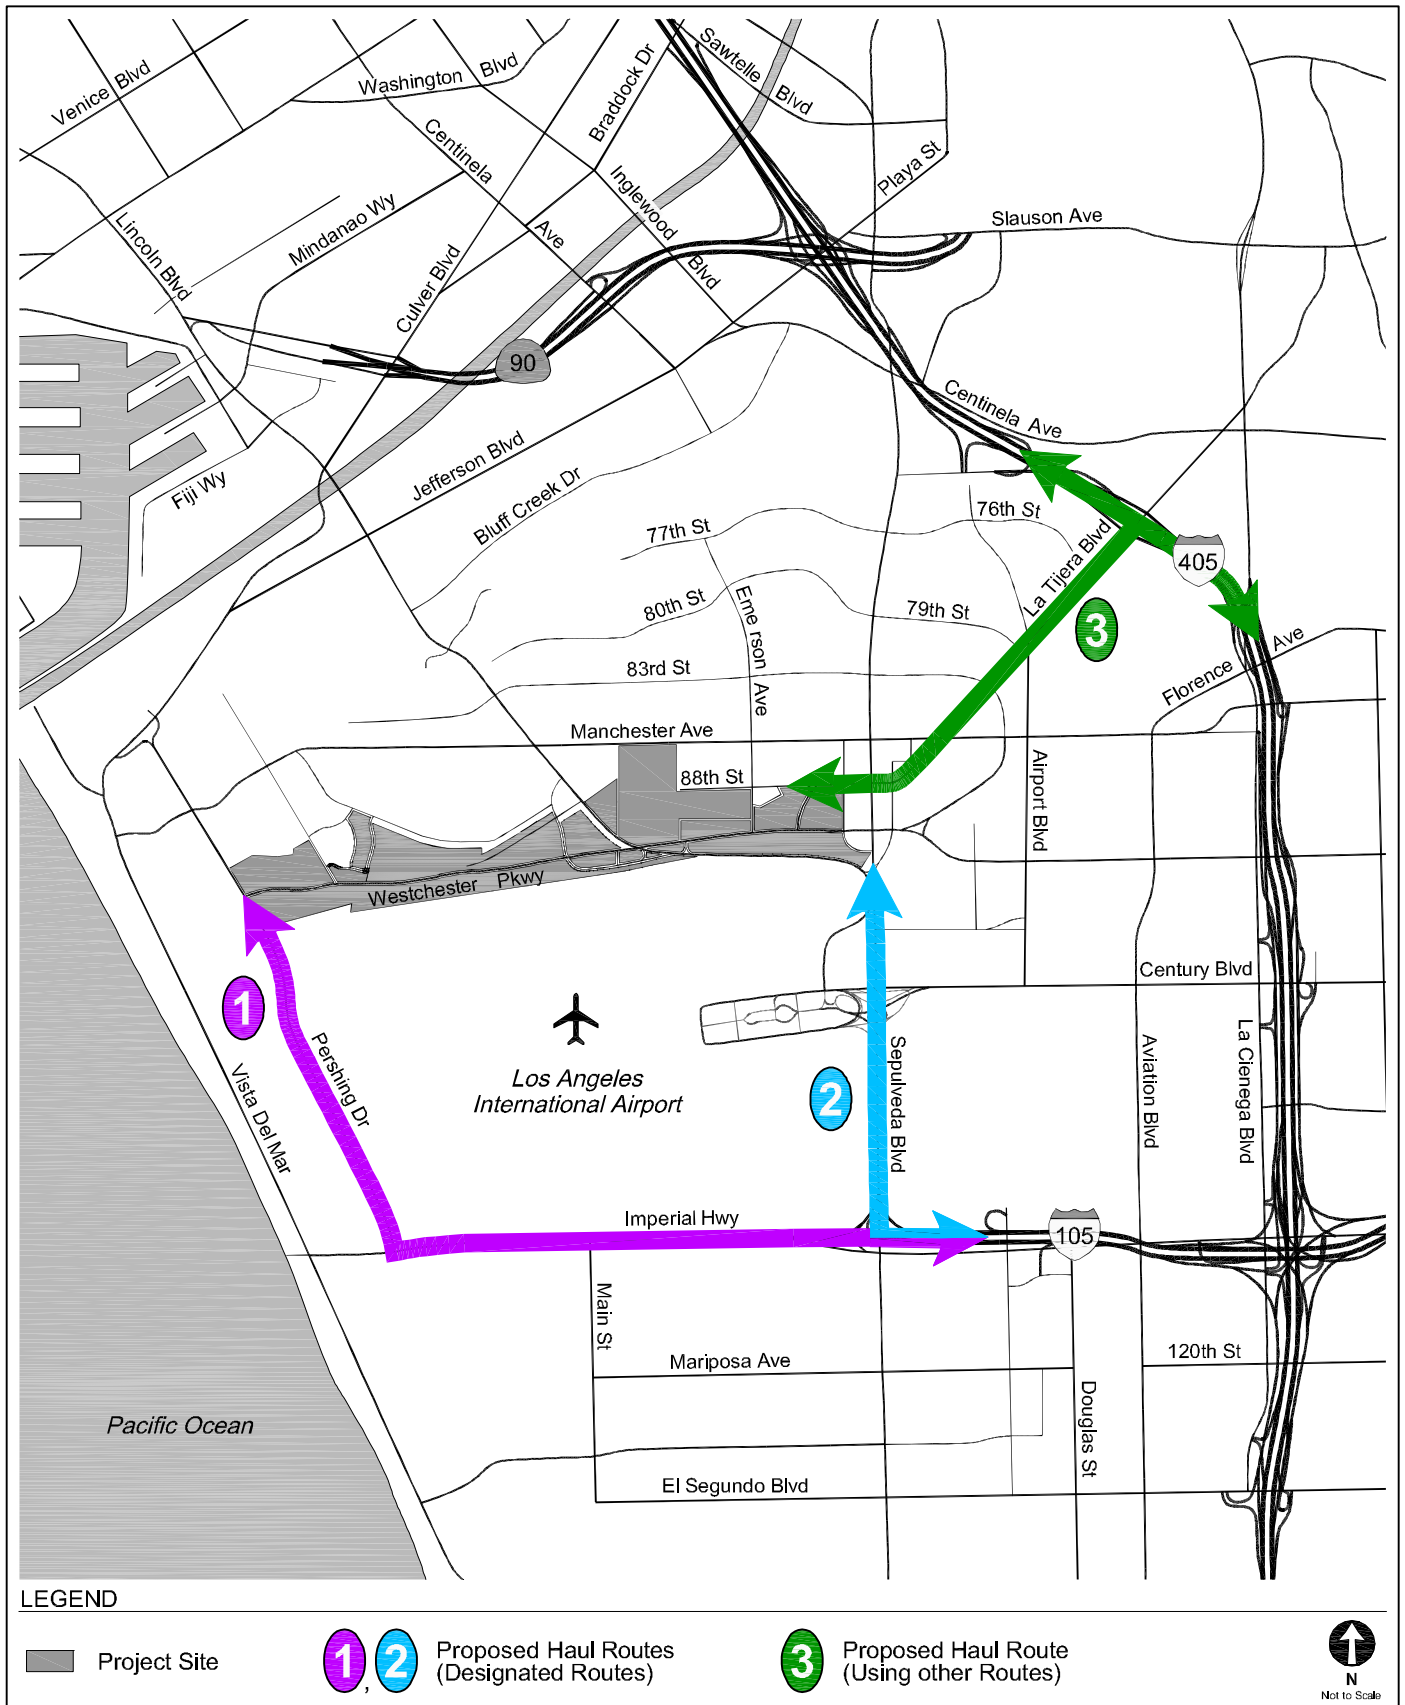 Sawtelle
Blvd
Venice Blvd
Washington Blvd
Braddock Dr
Centinela
Ave
Playa St
Inglewood
Blvd
Mindanao Wy
Lincoln Blvd
Slauson Ave
Culver Blvd
90
Centinela Ave
Jefferson Blvd
Fiji Wy
Bluff Creek Dr
77th St
76th St
La Tijera Blvd
405
80th St
Eme rson Ave
79th St
3
83rd St
Florence Ave
Manchester Ave
88th St
Airport Blvd
Westchester Pkwy
1
Century Blvd
Pershing Dr
Vista Del Mar
Los Angeles
International Airport
2
Sepulveda Blvd
Aviation Blvd
La Cienega Blvd
Imperial Hwy
105
Main St
Mariposa Ave
120th St
Douglas St
Pacific Ocean
El Segundo Blvd
LEGEND
Project Site
1, 2
Proposed Haul Routes
(Designated Routes)
3
Proposed Haul Route
(Using other Routes)
N
Not to Scale